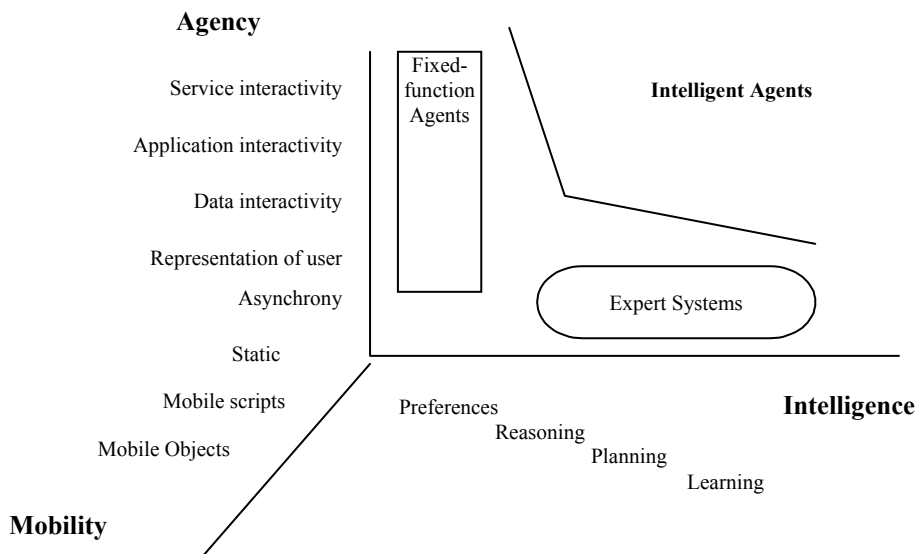 Agency
Fixed-
function
Agents
Service interactivity
Intelligent Agents
Application interactivity
Data interactivity
Representation of user
Asynchrony
Expert Systems
Static
Mobile scripts
Preferences
Intelligence
Reasoning
Mobile Objects
Planning
Learning
Mobility